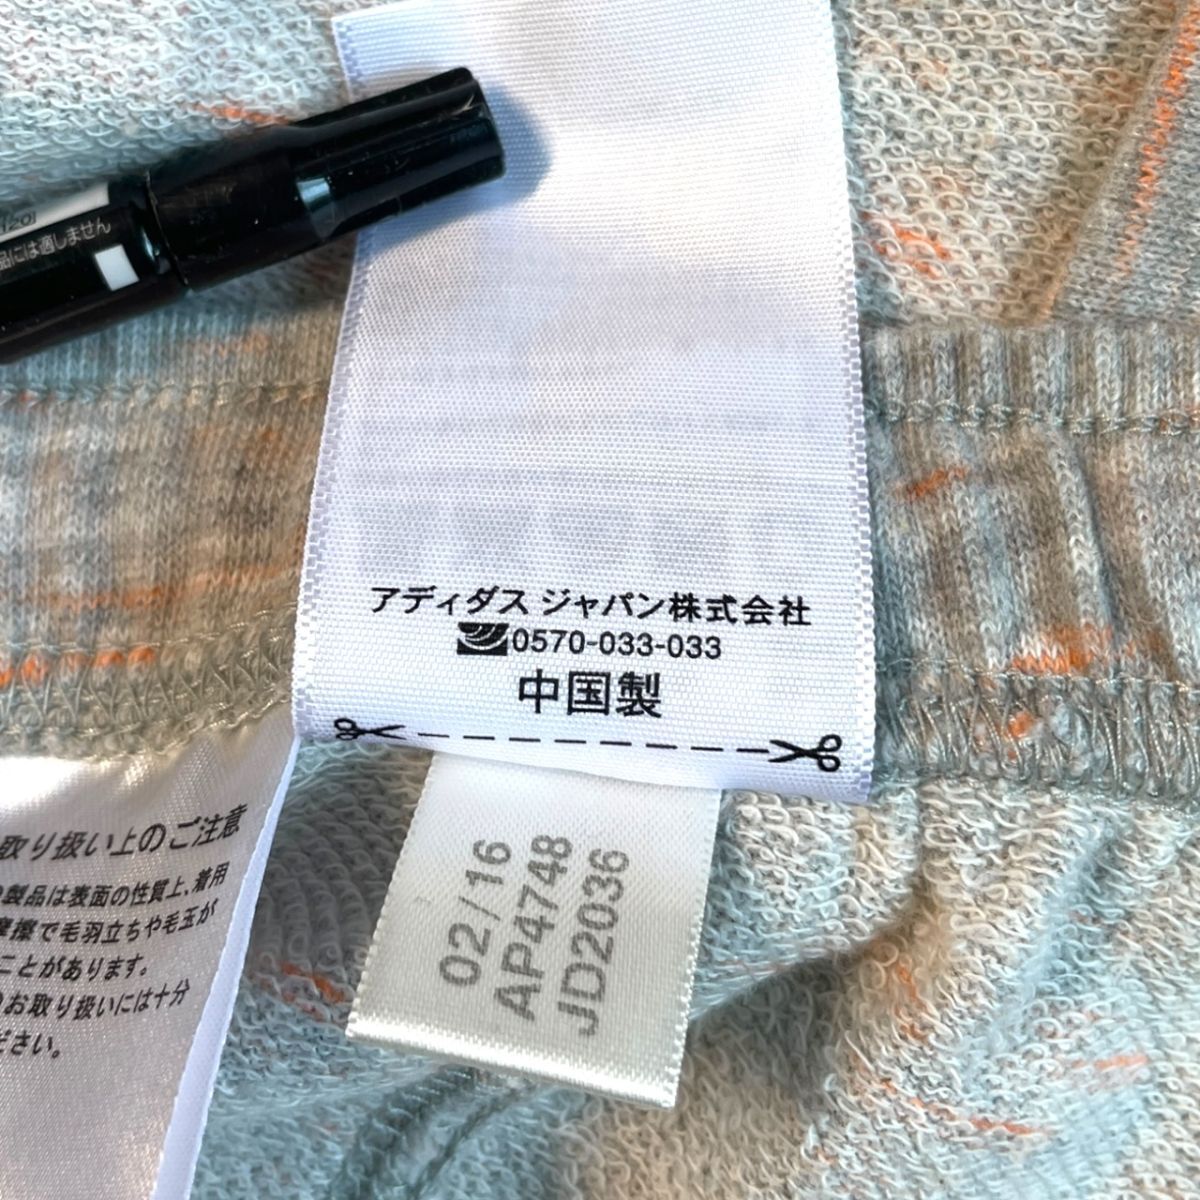 120]
品には適しません
アディダス ジャパン株式会社
0570-033-033
中国製
取り扱い上のご注意
製品は表面の性質上、着用
摩擦で毛羽立ちや毛玉が
ことがあります。
お取り扱いには十分
ださい。
02/16
AP4748
JD2036